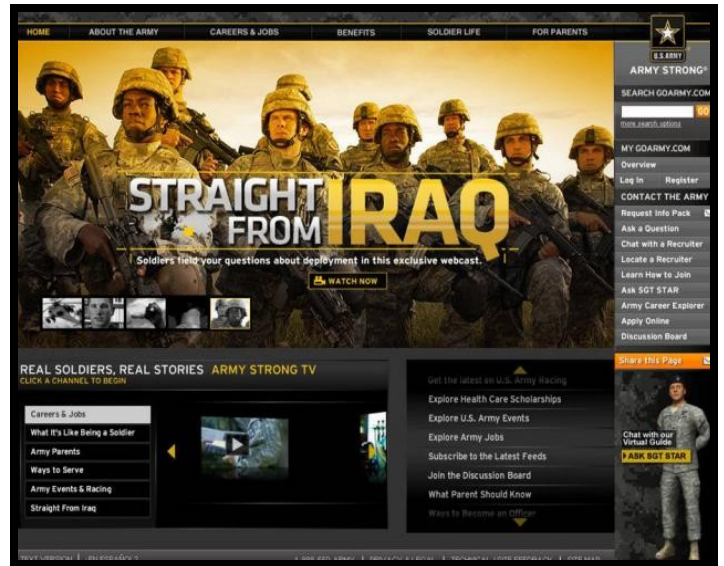 HOME ABOUT THE ARMY CAREERS & JOBS BENEFITS SOLDIER LIFE FOR PARENTS
U.S.ARMY
ARMY STRONG®
SEARCH GOARMY.COM
GO
more search options
MY GOARMY.COM
Overview
Log In Register
CONTACT THE ARMY
Request Info Pack
Ask a Question
Chat with a Recruiter
Locate a Recruiter
Learn How to Join
Ask SGT STAR
Army Career Explorer
Apply Online
Discussion Board
Share this Page
Chat with our
Virtual Guide
ASK SGT STAR
STRAIGHT
FROM
IRAQ
Soldiers field your questions about deployment in this exclusive webcast.
WATCH NOW
REAL SOLDIERS, REAL STORIES ARMY STRONG TV
CLICK A CHANNEL TO BEGIN
Careers & Jobs
What It's Like Being a Soldier
Army Parents
Ways to Serve
Army Events & Racing
Straight From Iraq
Get the latest on U.S. Army Racing
Explore Health Care Scholarships
Explore U.S. Army Events
Explore Army Jobs
Subscribe to the Latest Feeds
Join the Discussion Board
What Parent Should Know
Ways to Become an Officer
TEXT VERSION | ¿EN ESPAÑOL?
1-888-550-ARMY | PRIVACY & LEGAL | TECHNICAL / SITE FEEDBACK | SITE MAP